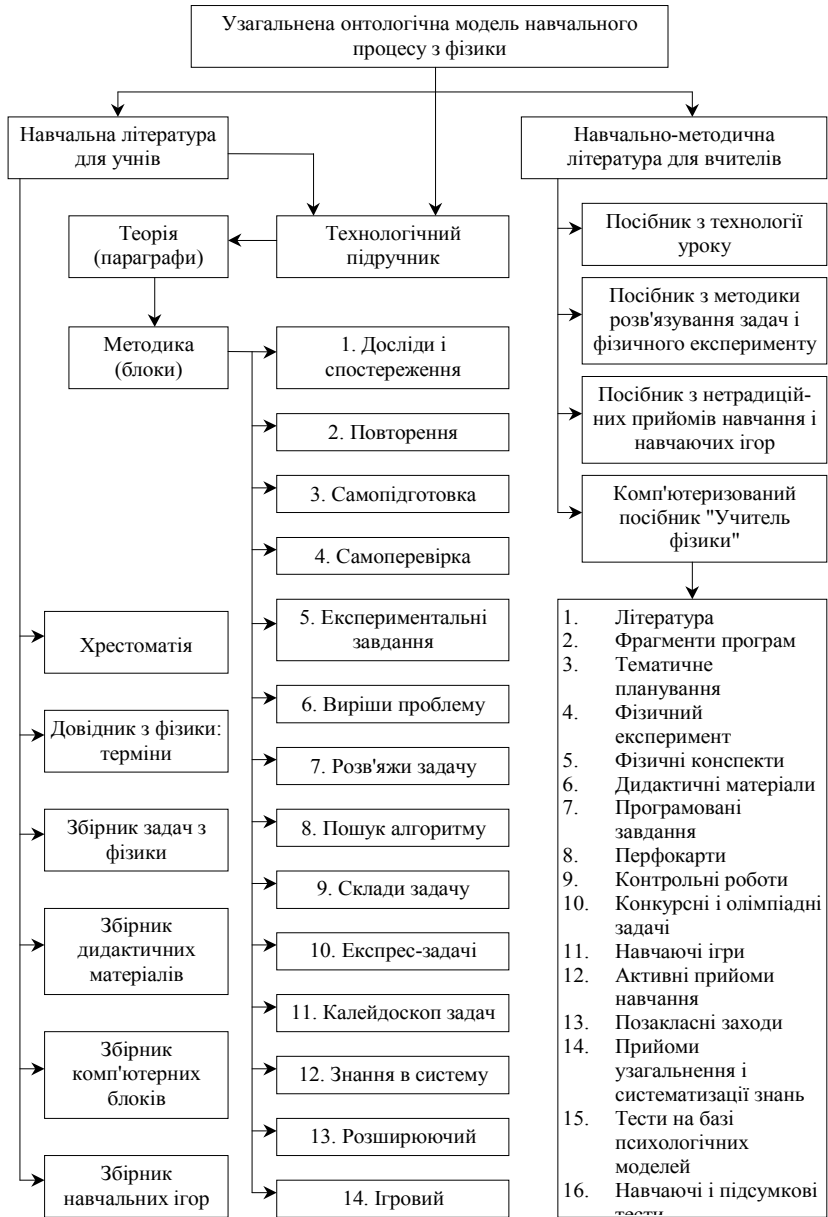 Узагальнена онтологічна модель навчального
процесу з фізики
Навчальна література
для учнів
Навчально-методична
література для вчителів
Теорія
(параграфи)
Технологічний
підручник
Методика
(блоки)
1. Досліди і
спостереження
2. Повторення
3. Самопідготовка
4. Самоперевірка
5. Експериментальні
завдання
6. Виріши проблему
7. Розв'яжи задачу
8. Пошук алгоритму
9. Склади задачу
10. Експрес-задачі
11. Калейдоскоп задач
12. Знання в систему
13. Розширюючий
14. Ігровий
Хрестоматія
Довідник з фізики:
терміни
Збірник задач з
фізики
Збірник
дидактичних
матеріалів
Збірник
комп'ютерних
блоків
Збірник
навчальних ігор
Посібник з технології
уроку
Посібник з методики
розв'язування задач і
фізичного експерименту
Посібник з нетрадицій-
них прийомів навчання і
навчаючих ігор
Комп'ютеризований
посібник "Учитель
фізики"
1. Література
2. Фрагменти програм
3. Тематичне
планування
4. Фізичний
експеримент
5. Фізичні конспекти
6. Дидактичні матеріали
7. Програмовані
завдання
8. Перфокарти
9. Контрольні роботи
10. Конкурсні і олімпіадні
задачі
11. Навчаючі ігри
12. Активні прийоми
навчання
13. Позакласні заходи
14. Прийоми
узагальнення і
систематизації знань
15. Тести на базі
психологічних
моделей
16. Навчаючі і підсумкові
тести